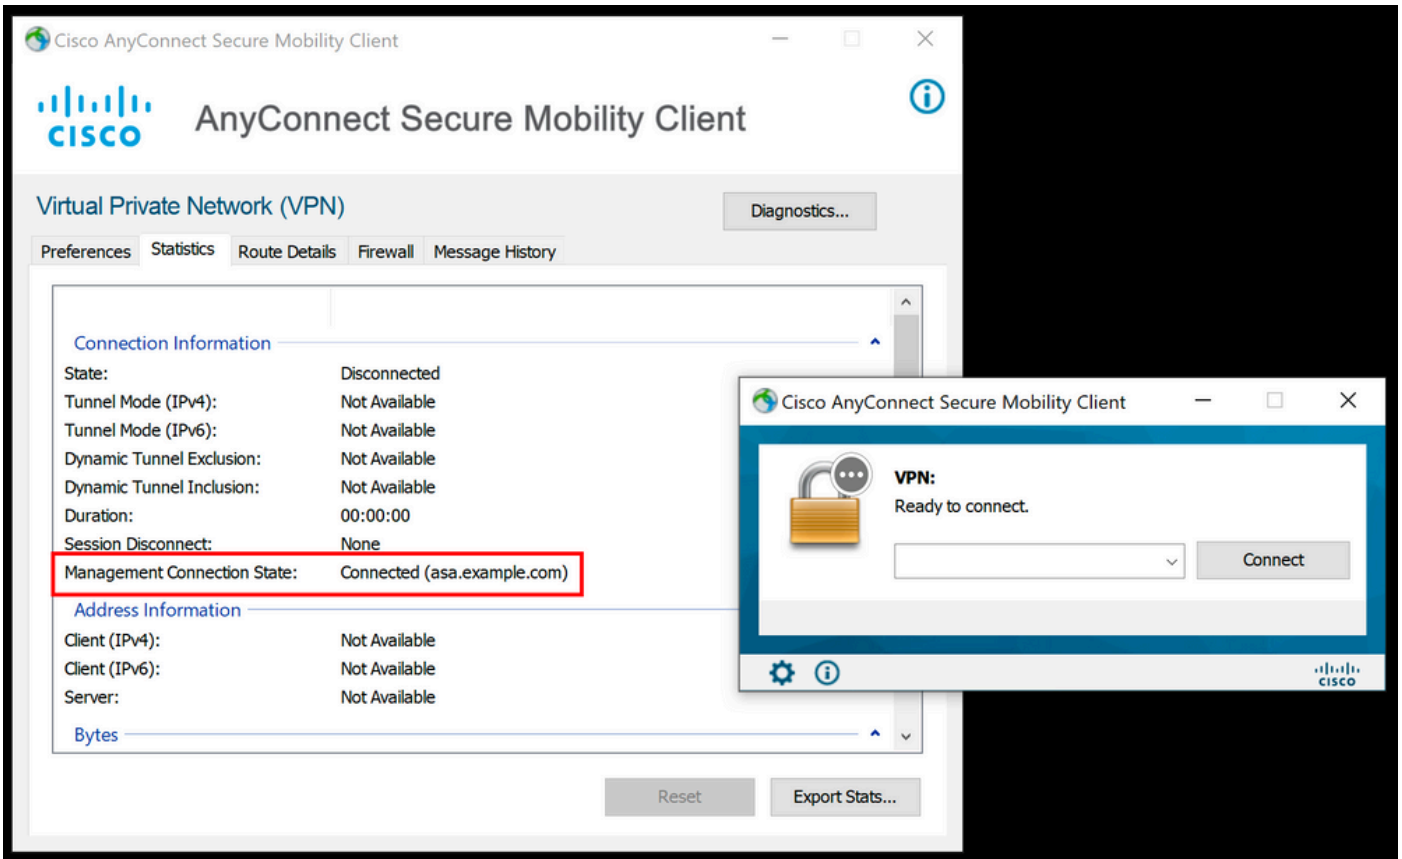 Cisco AnyConnect Secure Mobility Client
CISCO
AnyConnect Secure Mobility Client
Virtual Private Network (VPN)
Diagnostics...
Preferences Statistics Route Details Firewall Message History
Connection Information
State: Disconnected
Tunnel Mode (IPv4): Not Available
Tunnel Mode (IPv6): Not Available
Dynamic Tunnel Exclusion: Not Available
Dynamic Tunnel Inclusion: Not Available
Duration: 00:00:00
Session Disconnect: None
Management Connection State: Connected (asa.example.com)
Address Information
Client (IPv4): Not Available
Client (IPv6): Not Available
Server: Not Available
Bytes
Reset Export Stats...
Cisco AnyConnect Secure Mobility Client
VPN:
Ready to connect.
Connect
CISCO